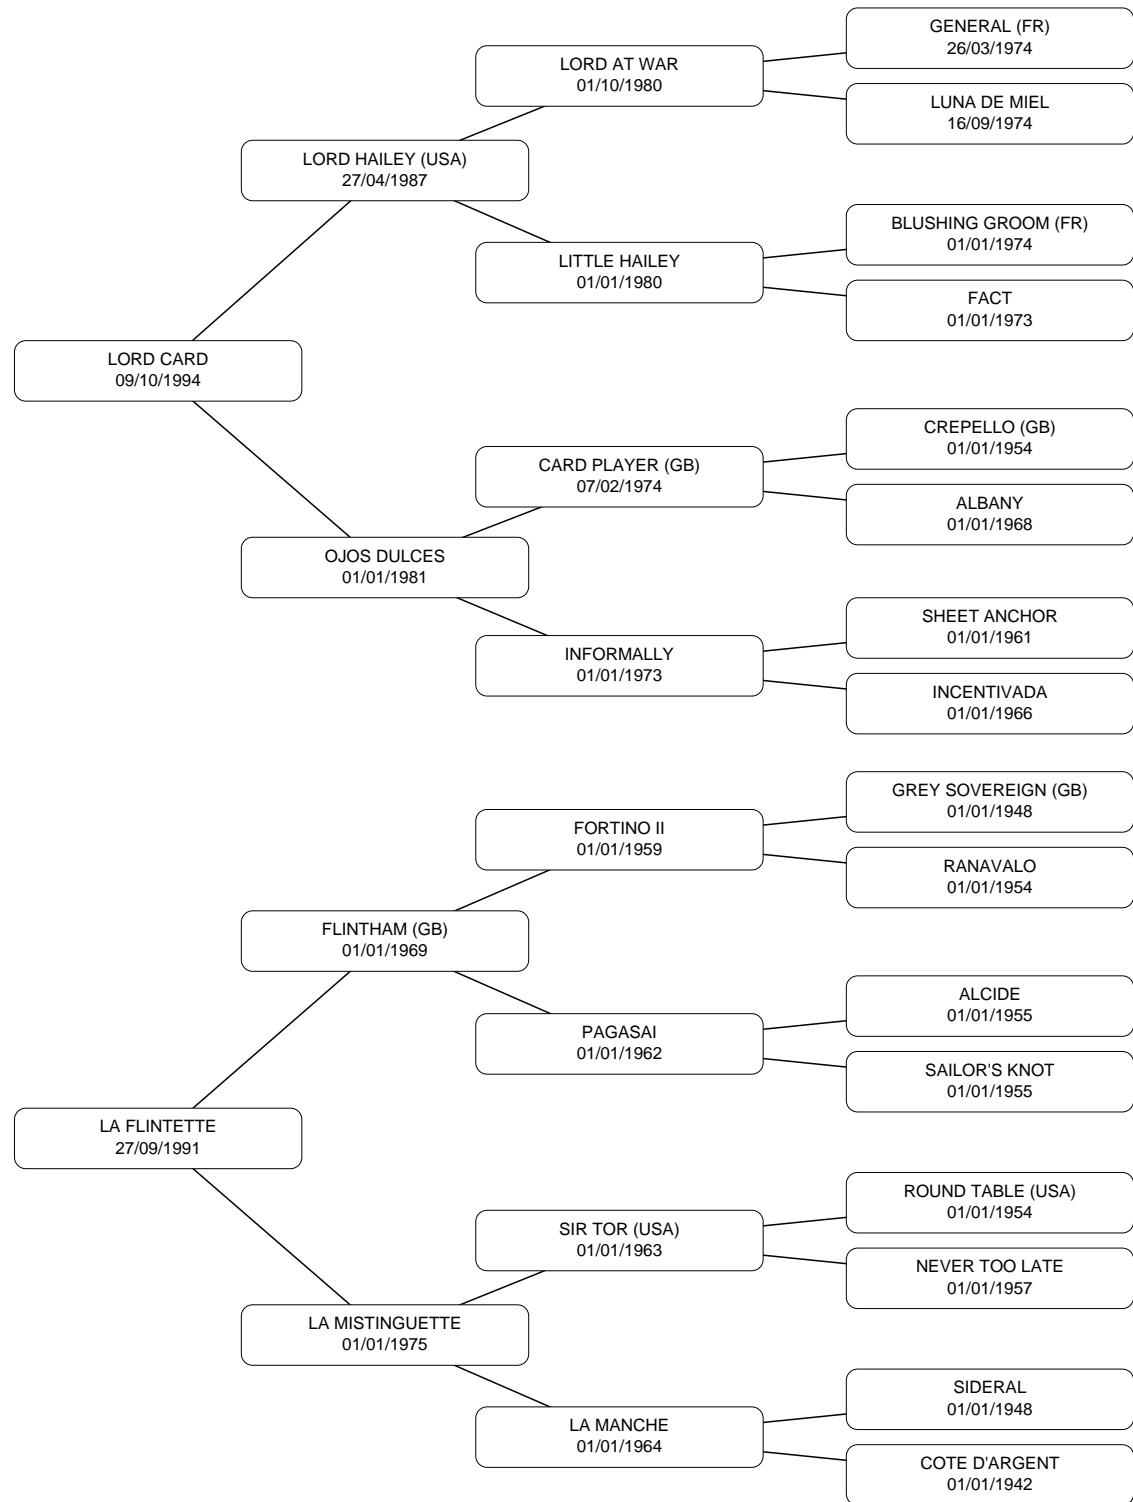 GENERAL (FR)
26/03/1974
LORD AT WAR
01/10/1980
LUNA DE MIEL
16/09/1974
LORD HAILEY (USA)
27/04/1987
BLUSHING GROOM (FR)
01/01/1974
LITTLE HAILEY
01/01/1980
FACT
01/01/1973
LORD CARD
09/10/1994
CREPELLO (GB)
01/01/1954
CARD PLAYER (GB)
07/02/1974
ALBANY
01/01/1968
OJOS DULCES
01/01/1981
SHEET ANCHOR
01/01/1961
INFORMALLY
01/01/1973
INCENTIVADA
01/01/1966
GREY SOVEREIGN (GB)
01/01/1948
FORTINO II
01/01/1959
RANAVALO
01/01/1954
FLINTHAM (GB)
01/01/1969
ALCIDE
01/01/1955
PAGASAI
01/01/1962
SAILOR'S KNOT
01/01/1955
LA FLINTETTE
27/09/1991
ROUND TABLE (USA)
01/01/1954
SIR TOR (USA)
01/01/1963
NEVER TOO LATE
01/01/1957
LA MISTINGUETTE
01/01/1975
SIDERAL
01/01/1948
LA MANCHE
01/01/1964
COTE D'ARGENT
01/01/1942